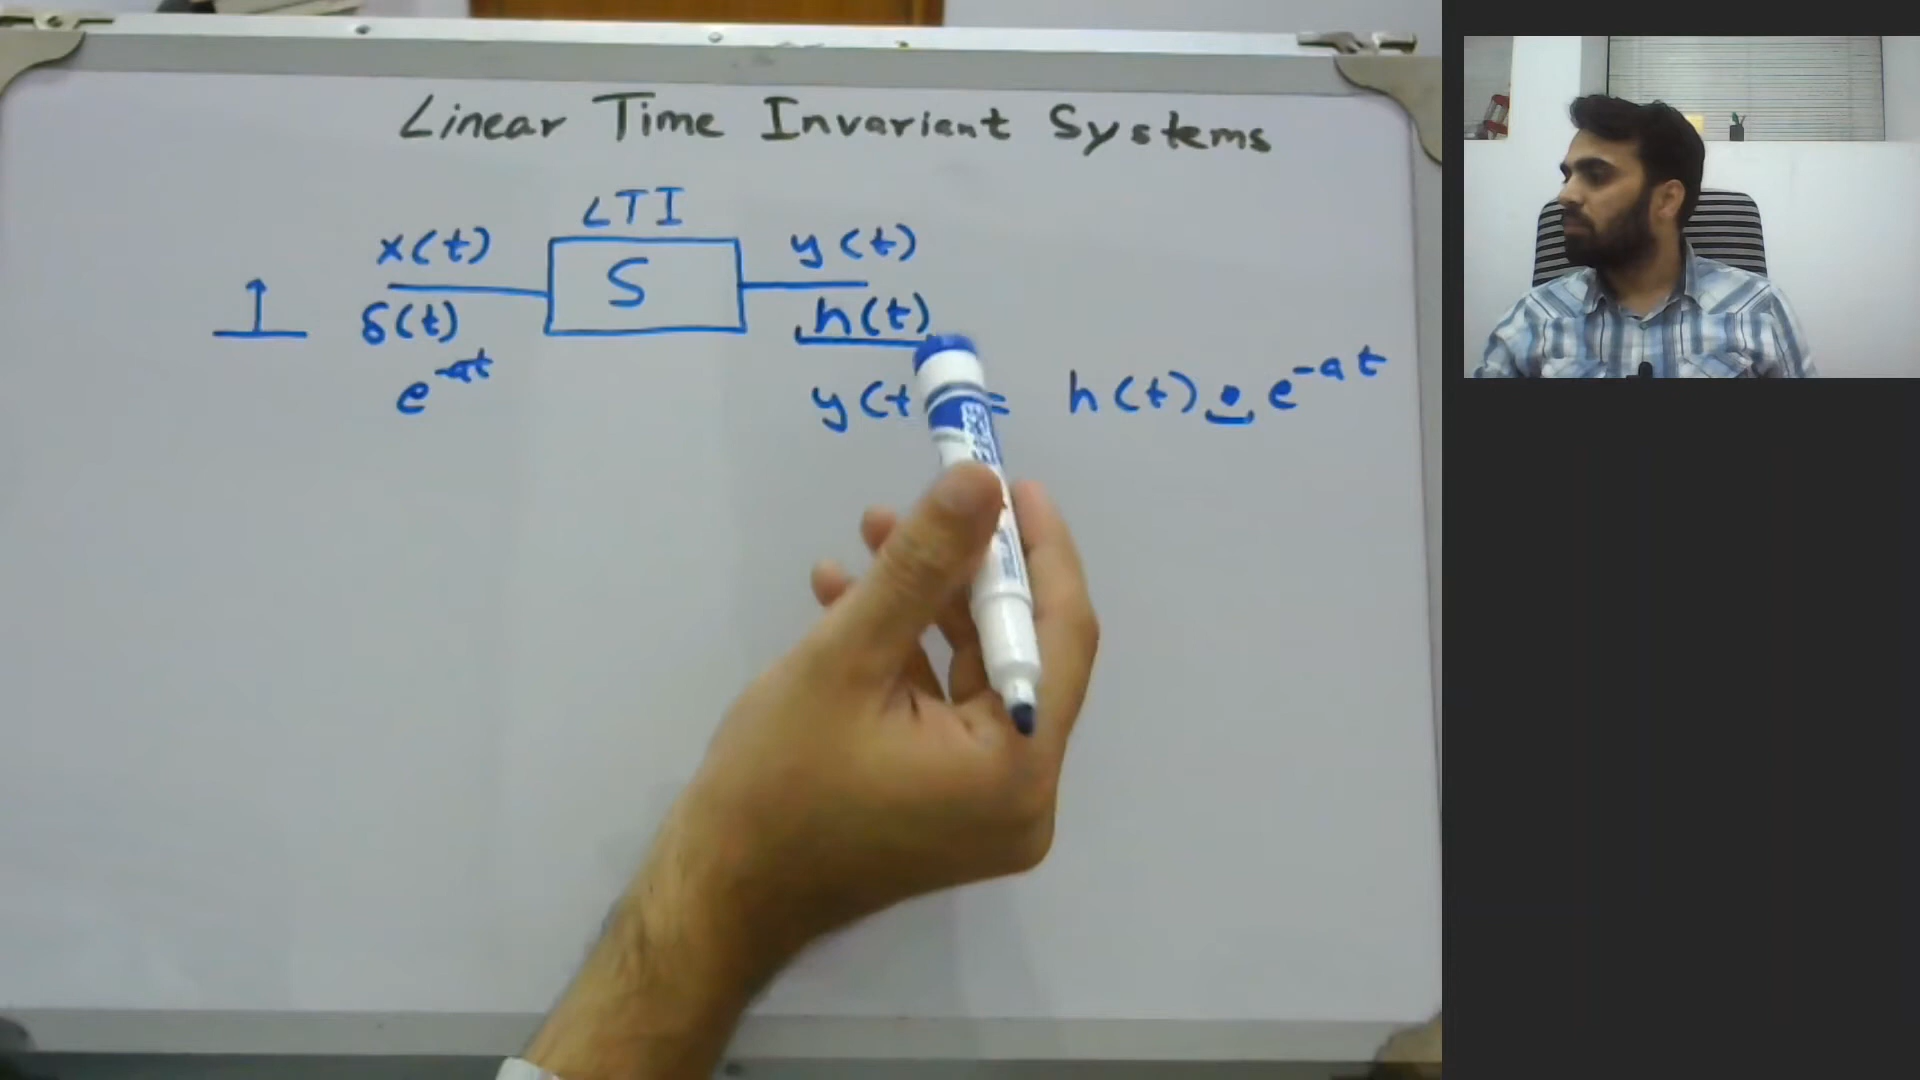 Linear Time Invariant Systems
LTI
x(t) S y(t)
δ(t) h(t)
e^-at
y(t = h(t) • e^-at